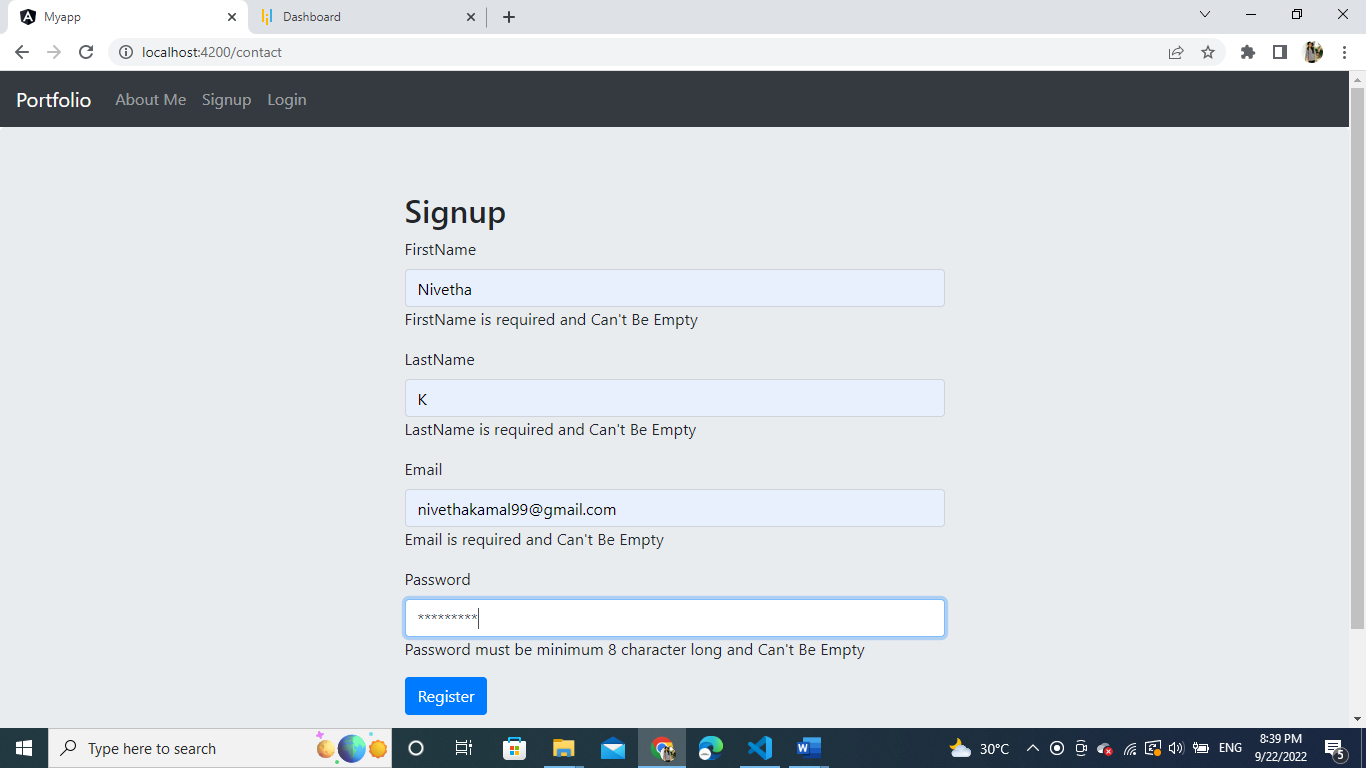 Myapp
Dashboard
localhost:4200/contact
Portfolio About Me Signup Login
Signup
FirstName
Nivetha
FirstName is required and Can't Be Empty
LastName
K
LastName is required and Can't Be Empty
Email
nivethakamal99@gmail.com
Email is required and Can't Be Empty
Password
*********
Password must be minimum 8 character long and Can't Be Empty
Register
Type here to search
30°C
ENG
8:39 PM
9/22/2022
5